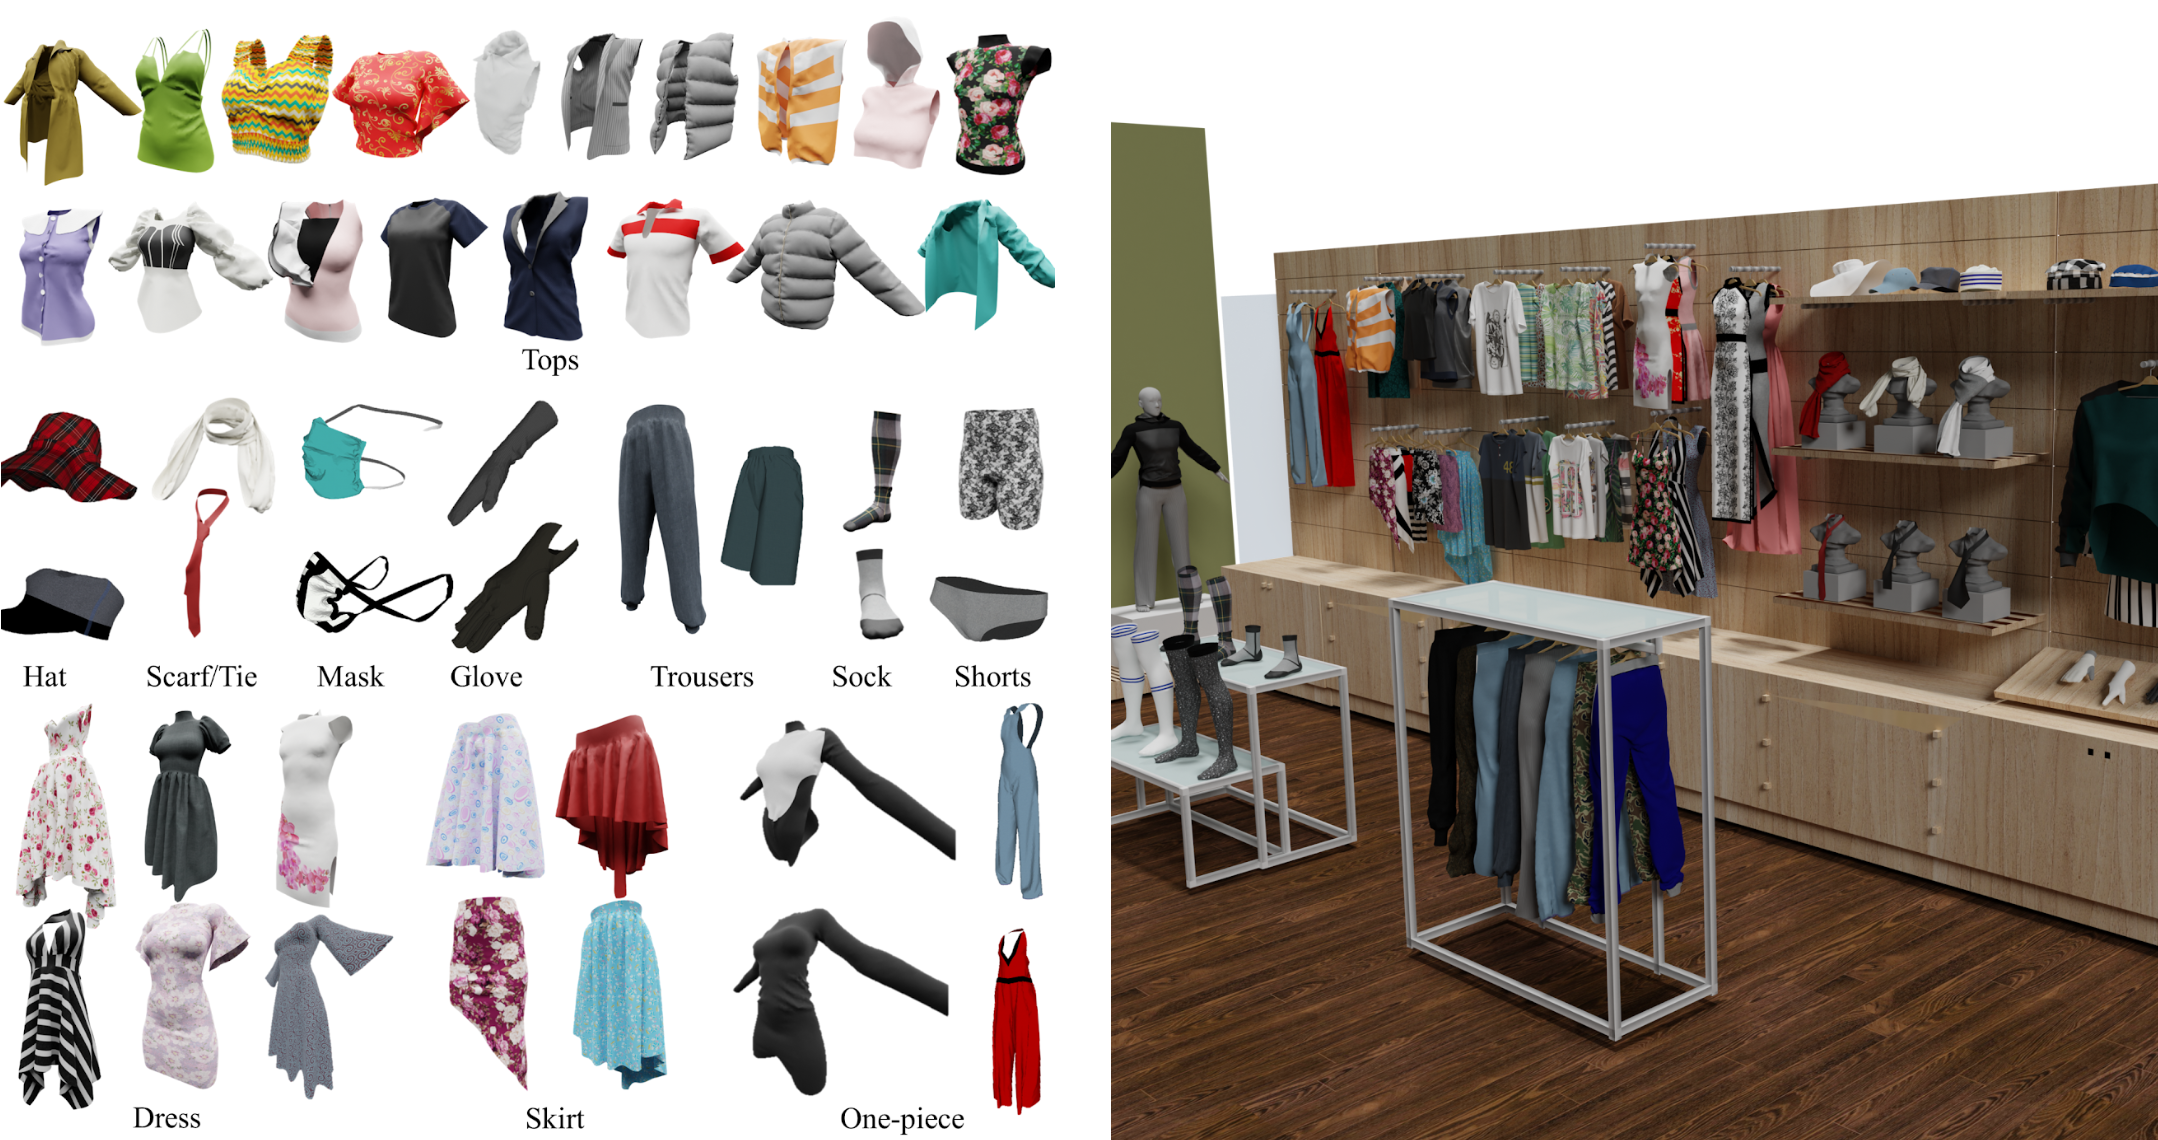 Tops
Hat
Scarf/Tie
Mask
Glove
Trousers
Sock
Shorts
Dress
Skirt
One-piece